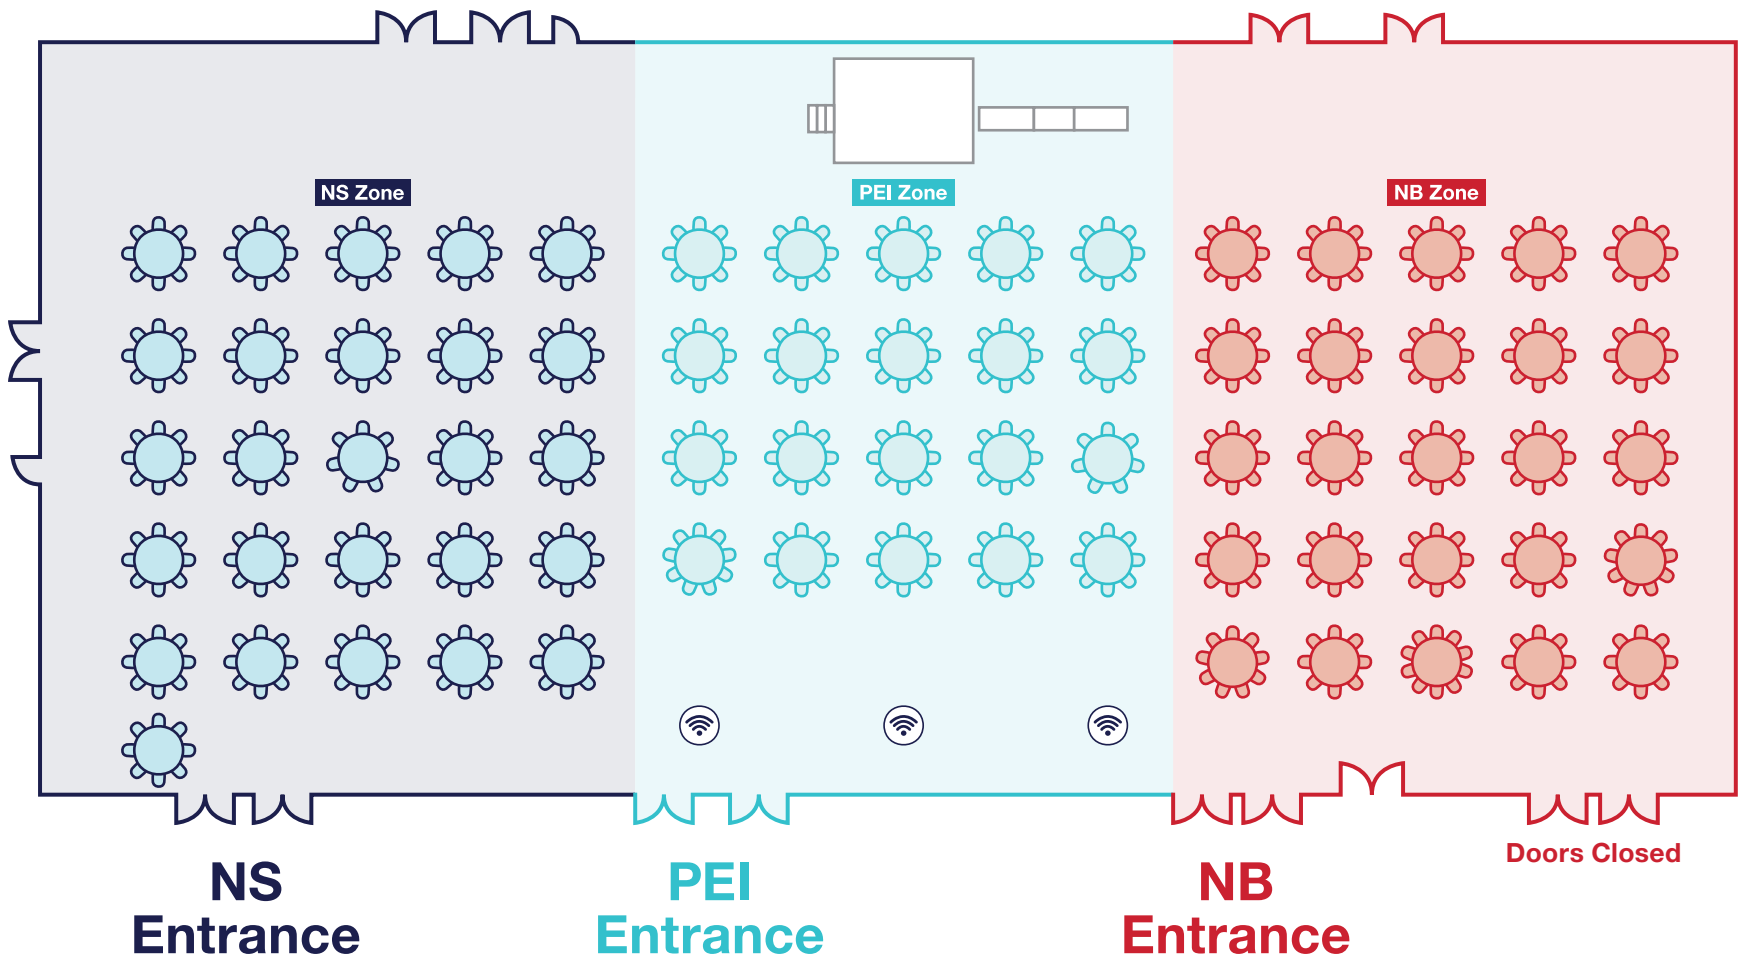 NS Zone
PEI Zone
NB Zone
Doors Closed
NS
Entrance
PEI
Entrance
NB
Entrance